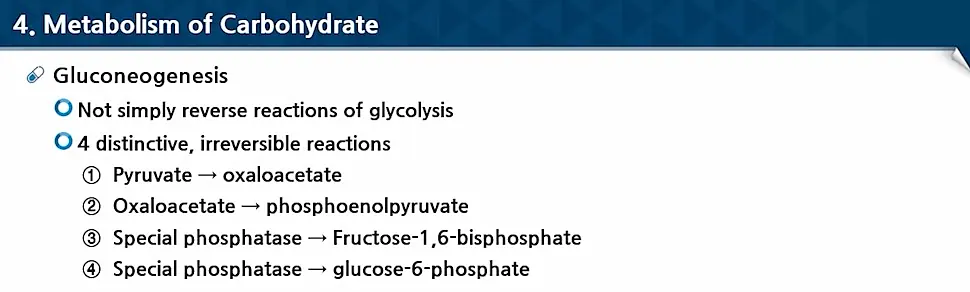 4. Metabolism of Carbohydrate
Gluconeogenesis
Not simply reverse reactions of glycolysis
4 distinctive, irreversible reactions
① Pyruvate → oxaloacetate
② Oxaloacetate → phosphoenolpyruvate
③ Special phosphatase → Fructose-1,6-bisphosphate
④ Special phosphatase → glucose-6-phosphate